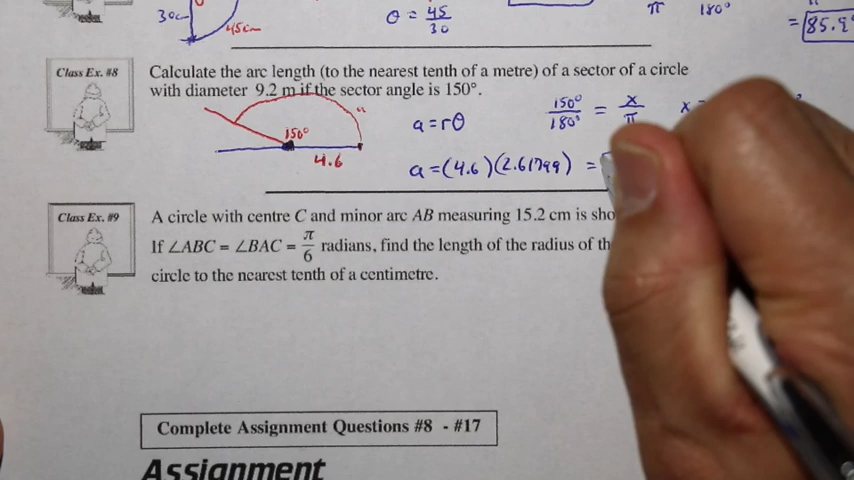 30cm
45cm
θ = 45/30
π 180°
Class Ex. #8
Calculate the arc length (to the nearest tenth of a metre) of a sector of a circle
with diameter 9.2 m if the sector angle is 150°.
150°
a
4.6
a = rθ
150°/180° = x/π
x
a = (4.6)(2.61799) =
Class Ex. #9
A circle with centre C and minor arc AB measuring 15.2 cm is sho
If ∠ABC = ∠BAC = π/6 radians, find the length of the radius of th
circle to the nearest tenth of a centimetre.
Complete Assignment Questions #8 - #17
Assignment